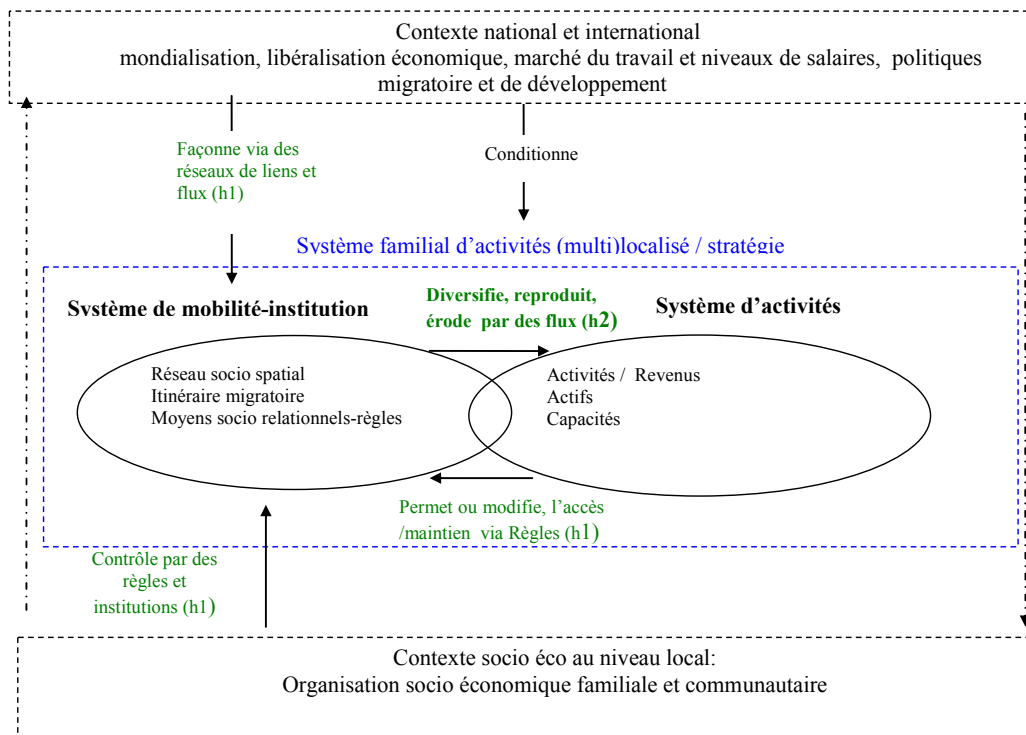 Contexte national et international
mondialisation, libéralisation économique, marché du travail et niveaux de salaires, politiques
migratoire et de développement
Façonne via des
réseaux de liens et
flux (h1)
Conditionne
Système familial d'activités (multi)localisé / stratégie
Système de mobilité-institution
Diversifie, reproduit,
érode par des flux (h2)
Système d'activités
Réseau socio spatial
Itinéraire migratoire
Moyens socio relationnels-règles
Activités / Revenus
Actifs
Capacités
Permet ou modifie, l'accès
/maintien via Règles (h1)
Contrôle par des
règles et
institutions (h1)
Contexte socio éco au niveau local:
Organisation socio économique familiale et communautaire